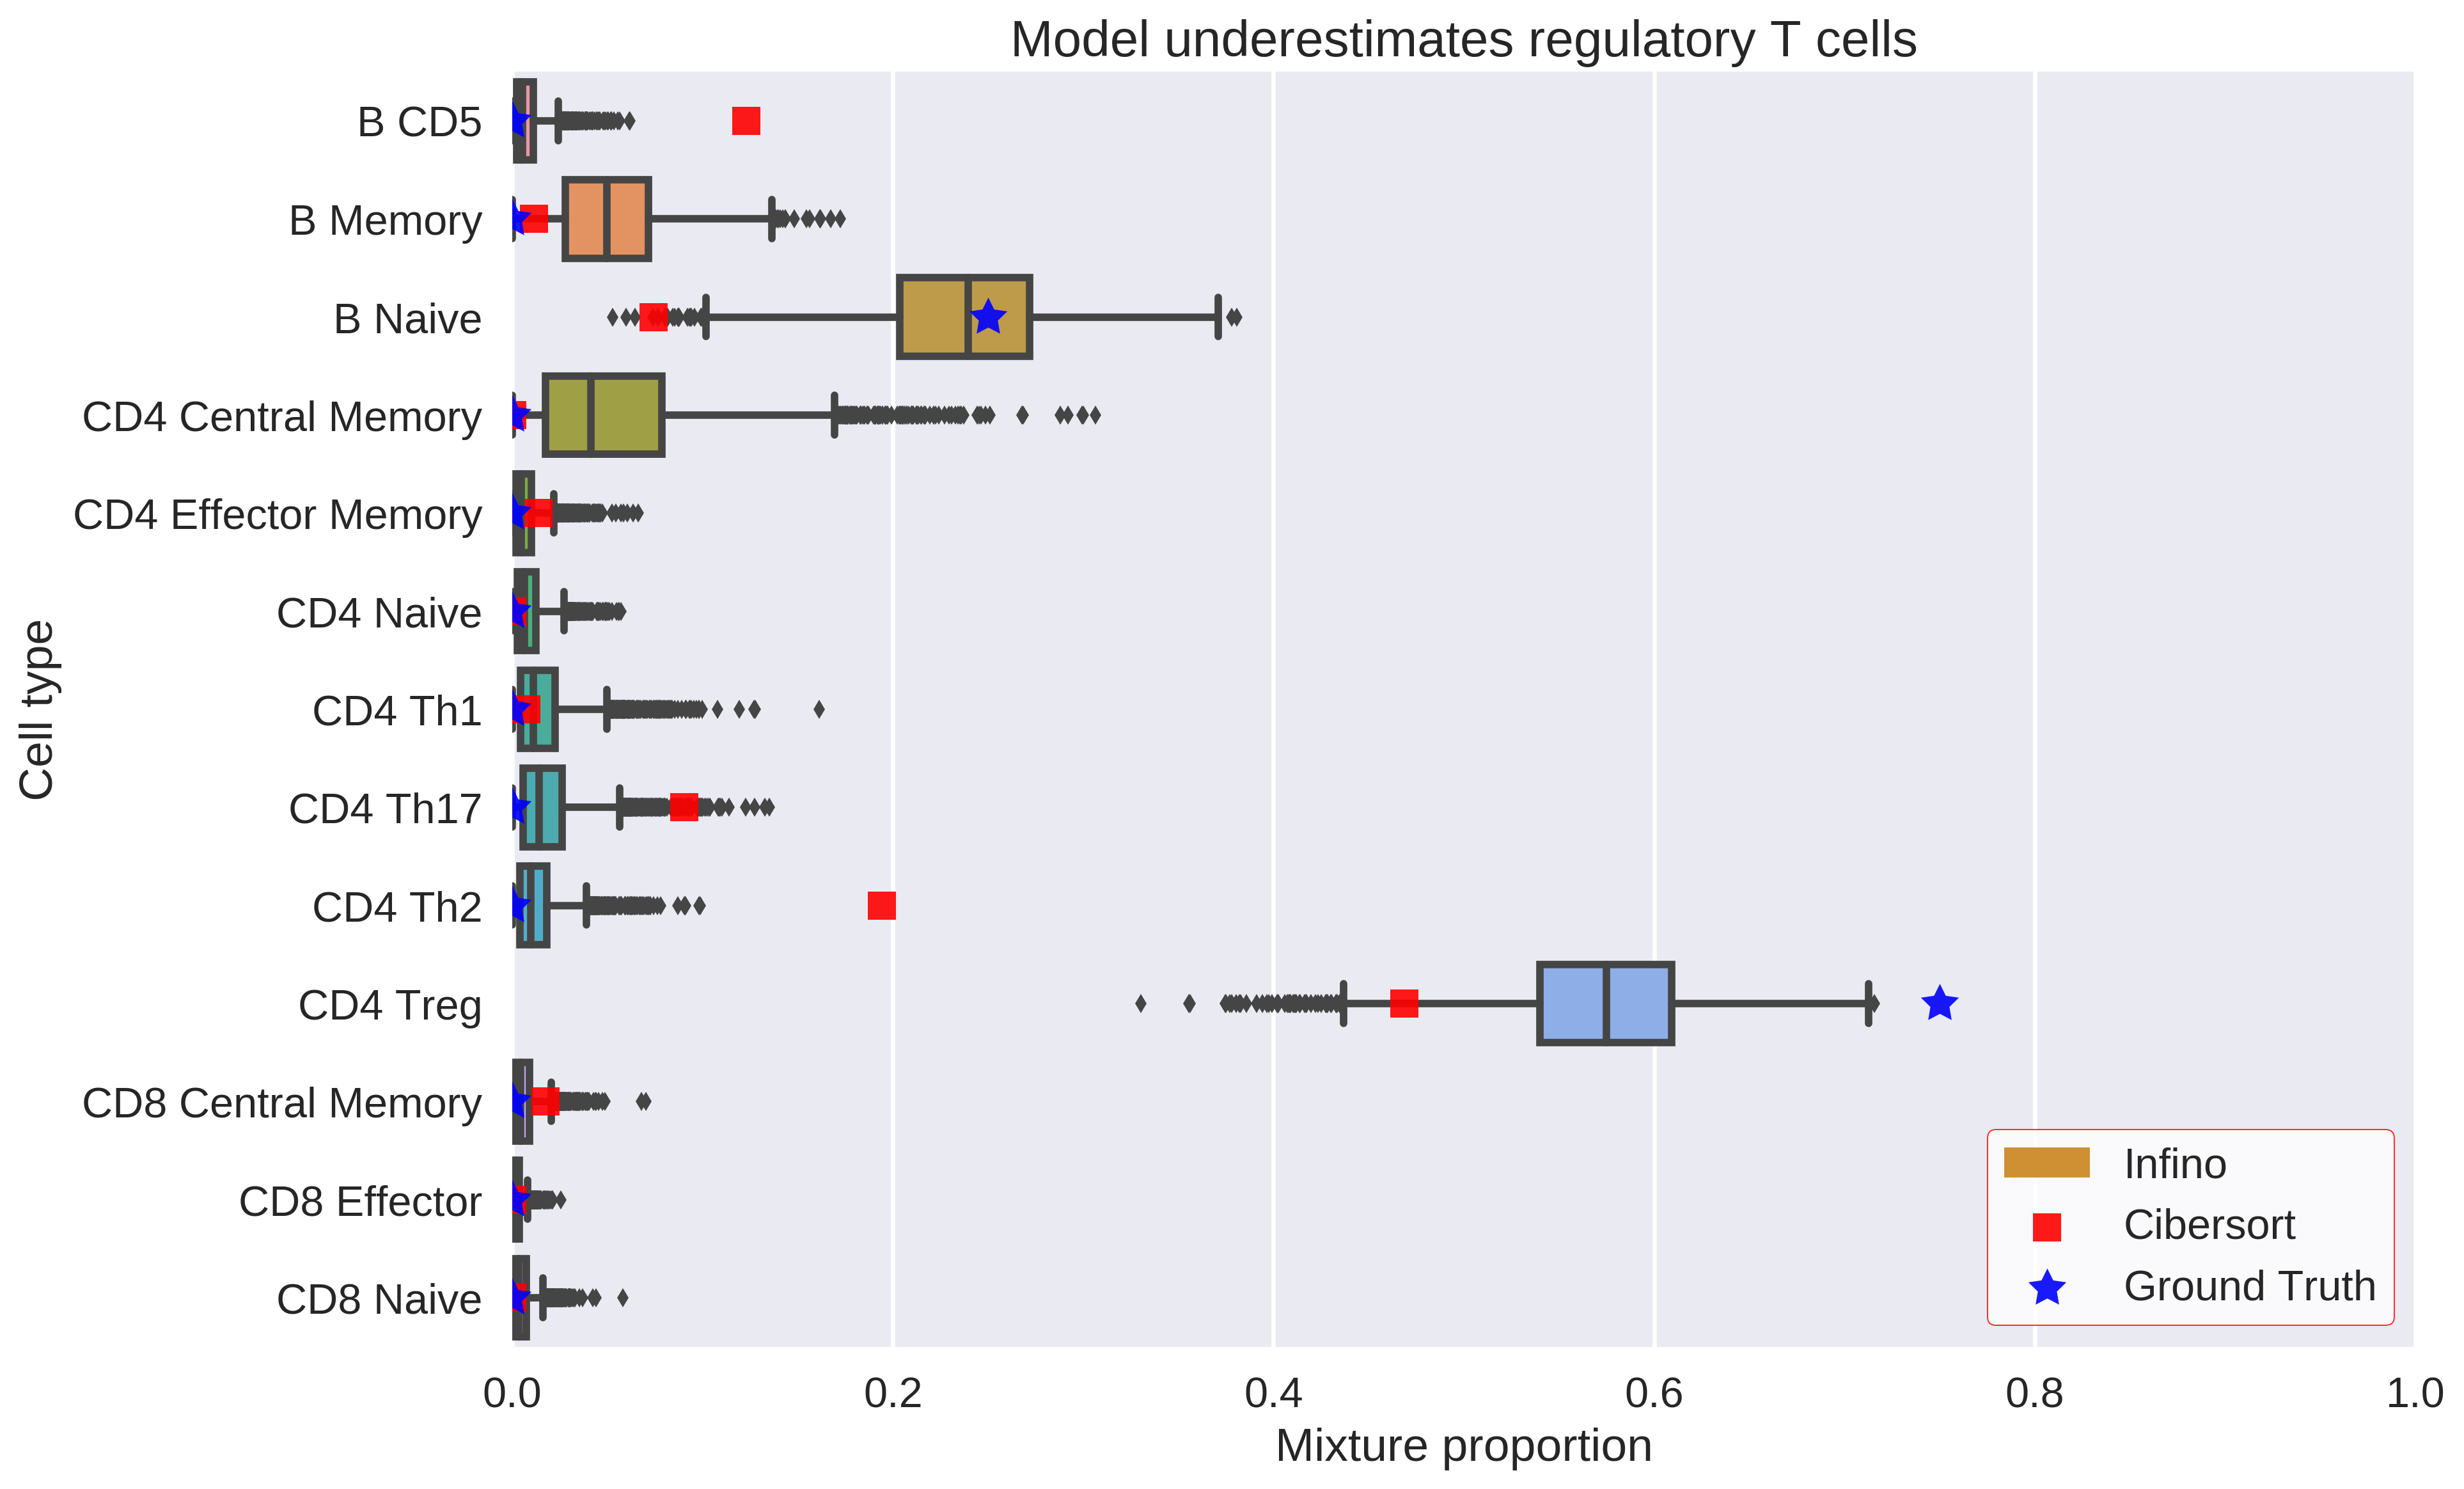 Model underestimates regulatory T cells
B CD5
B Memory
B Naive
CD4 Central Memory
CD4 Effector Memory
CD4 Naive
CD4 Th1
CD4 Th17
CD4 Th2
CD4 Treg
CD8 Central Memory
CD8 Effector
CD8 Naive
Cell type
Infino
Cibersort
Ground Truth
0.0 0.2 0.4 0.6 0.8 1.0
Mixture proportion